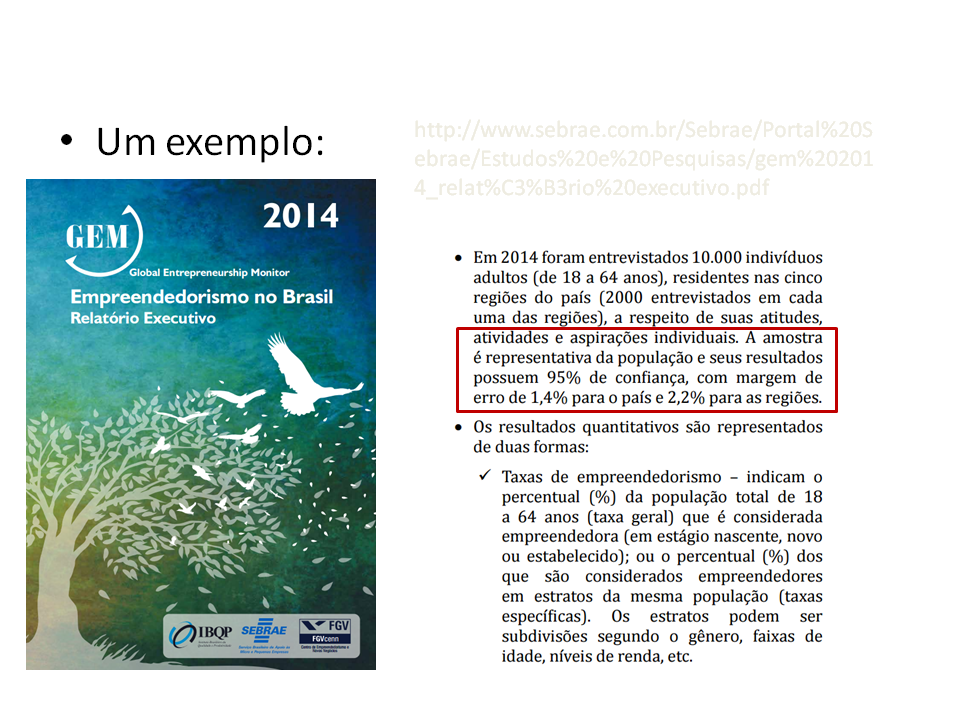 • Um exemplo:
http://www.sebrae.com.br/Sebrae/Portal%20S
ebrae/Estudos%20e%20Pesquisas/gem%20201
4_relat%C3%B3rio%20executivo.pdf
2014
GEM
Global Entrepreneurship Monitor
Empreendedorismo no Brasil
Relatório Executivo
IBQP
SEBRAE
FGV
FGVcenn
• Em 2014 foram entrevistados 10.000 indivíduos
adultos (de 18 a 64 anos), residentes nas cinco
regiões do país (2000 entrevistados em cada
uma das regiões), a respeito de suas atitudes,
atividades e aspirações individuais. A amostra
é representativa da população e seus resultados
possuem 95% de confiança, com margem de
erro de 1,4% para o país e 2,2% para as regiões.
• Os resultados quantitativos são representados
de duas formas:
✓ Taxas de empreendedorismo – indicam o
percentual (%) da população total de 18
a 64 anos (taxa geral) que é considerada
empreendedora (em estágio nascente, novo
ou estabelecido); ou o percentual (%) dos
que são considerados empreendedores
em estratos da mesma população (taxas
específicas). Os estratos podem ser
subdivisões segundo o gênero, faixas de
idade, níveis de renda, etc.